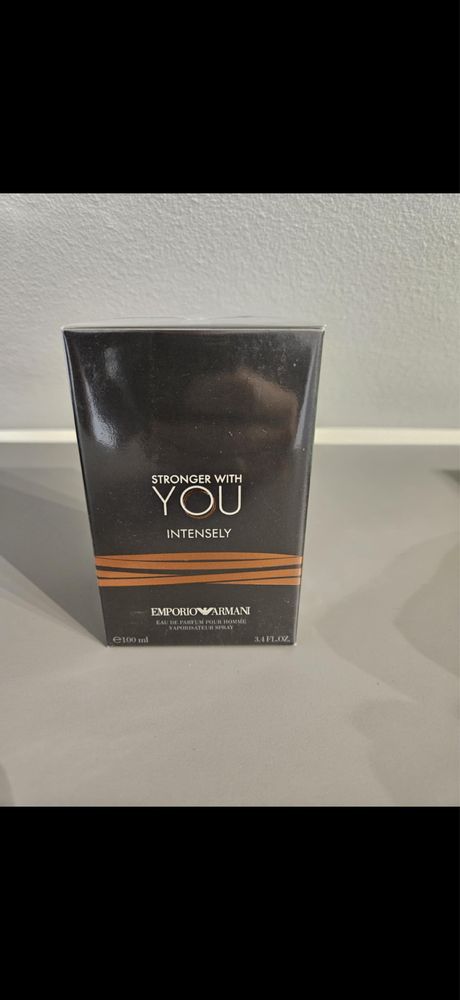 STRONGER WITH
YOU
INTENSELY
EMPORIO ARMANI
EAU DE PARFUM POUR HOMME
VAPORISATEUR SPRAY
℮100 ml 3.4 FL.OZ.